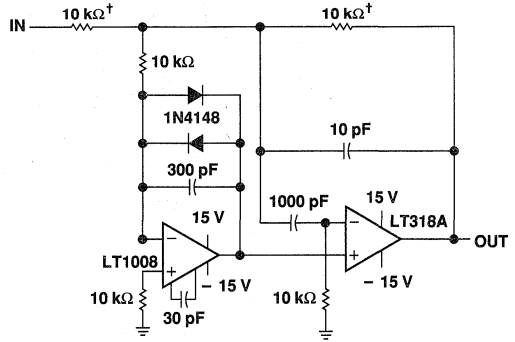 10 kΩ† 10 kΩ†
IN
10 kΩ
1N4148
10 pF
300 pF
1000 pF 15 V
15 V LT318A
LT1008 OUT
– 15 V – 15 V
10 kΩ 10 kΩ
30 pF